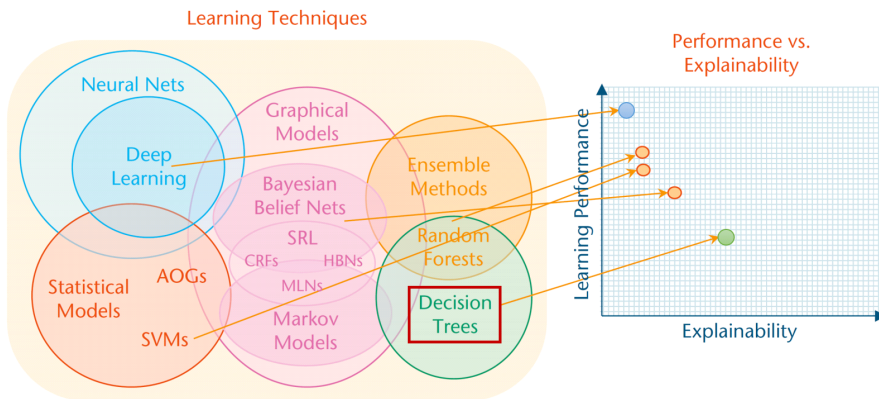 Learning Techniques
Neural Nets
Deep
Learning
Graphical
Models
Bayesian
Belief Nets
SRL
CRFs
HBNs
MLNs
Markov
Models
Ensemble
Methods
Random
Forests
Decision
Trees
Statistical
Models
AOGs
SVMs
Performance vs.
Explainability
Learning Performance
Explainability